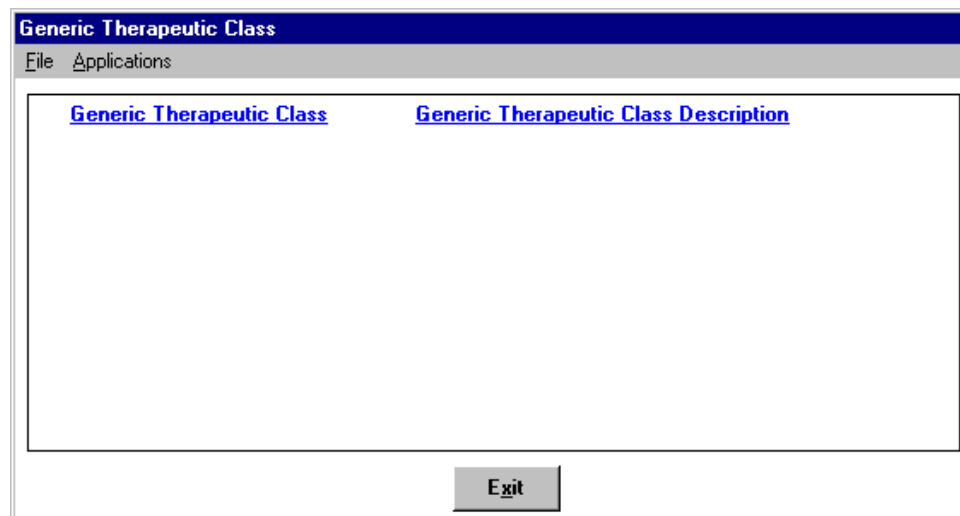 Generic Therapeutic Class
File Applications
Generic Therapeutic Class Generic Therapeutic Class Description
Exit